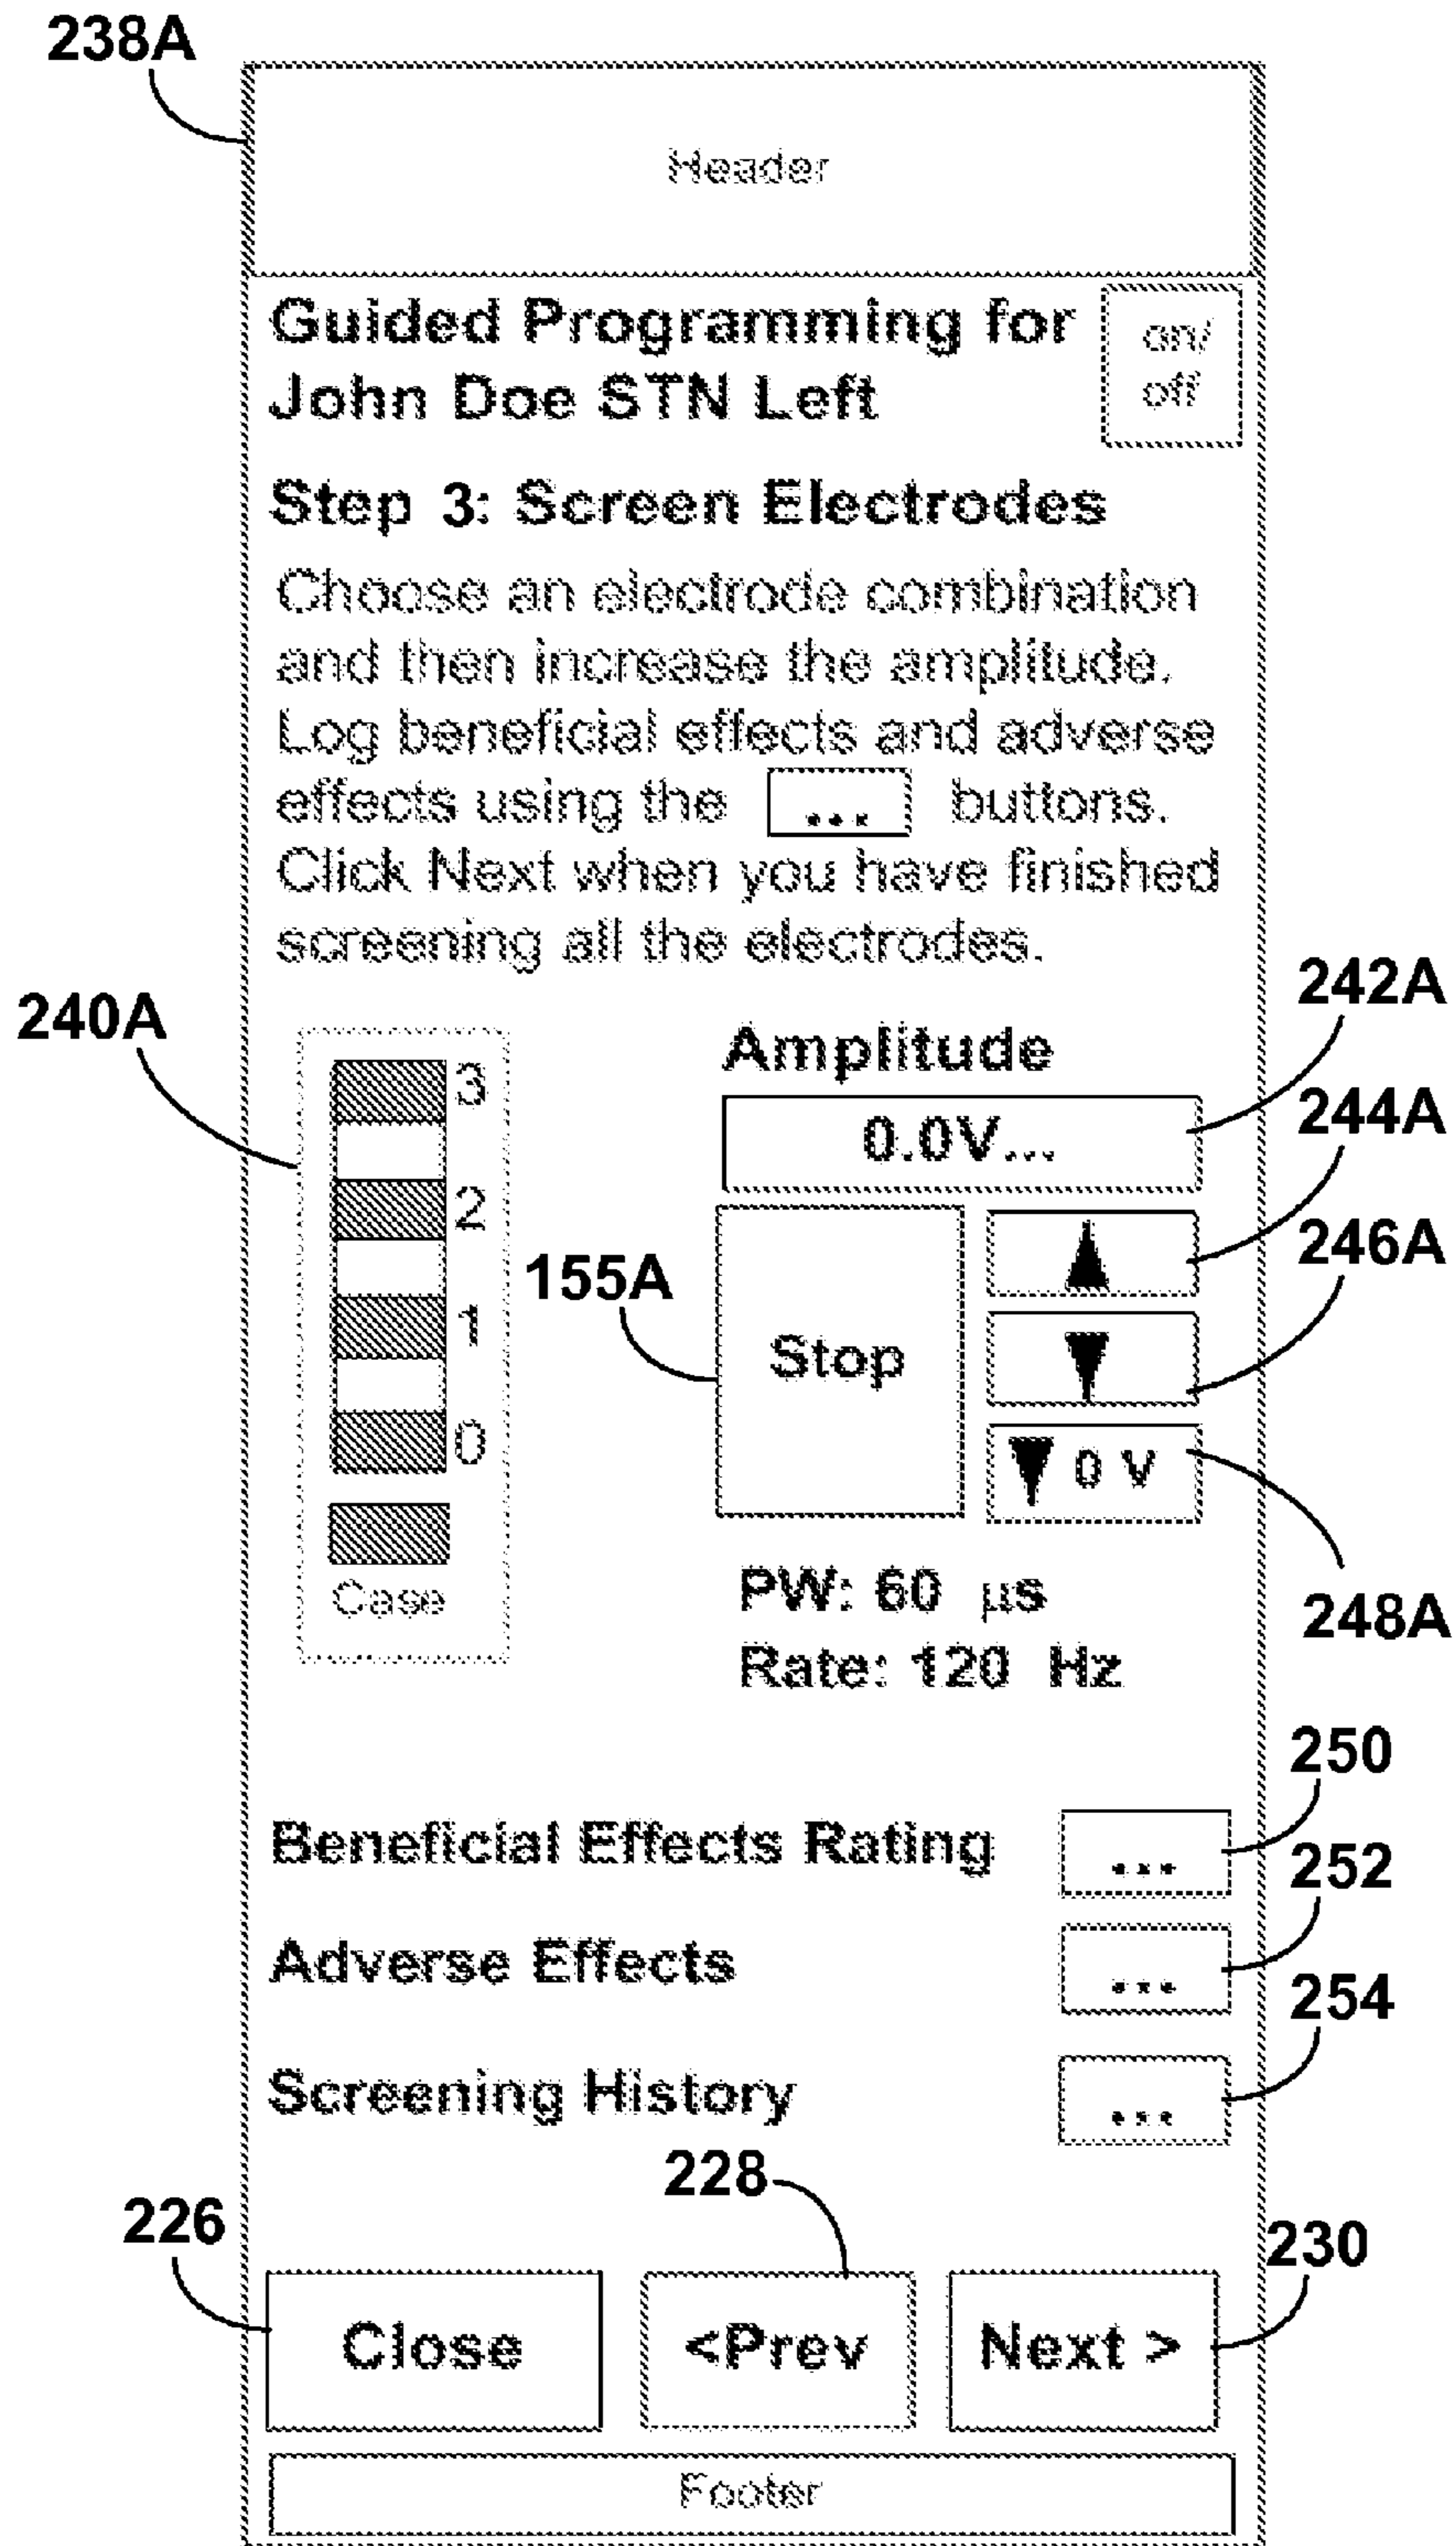 238A
Header
Guided Programming for
John Doe STN Left
on/
off
Step 3: Screen Electrodes
Choose an electrode combination
and then increase the amplitude.
Log beneficial effects and adverse
effects using the ... buttons.
Click Next when you have finished
screening all the electrodes.
240A
3
2
1
0
Case
Amplitude
242A
0.0V...
244A
246A
155A
Stop
▲
▼
▼ 0 V
248A
PW: 60 µs
Rate: 120 Hz
250
Beneficial Effects Rating ...
252
Adverse Effects ...
254
Screening History ...
228
226
230
Close
<Prev
Next >
Footer